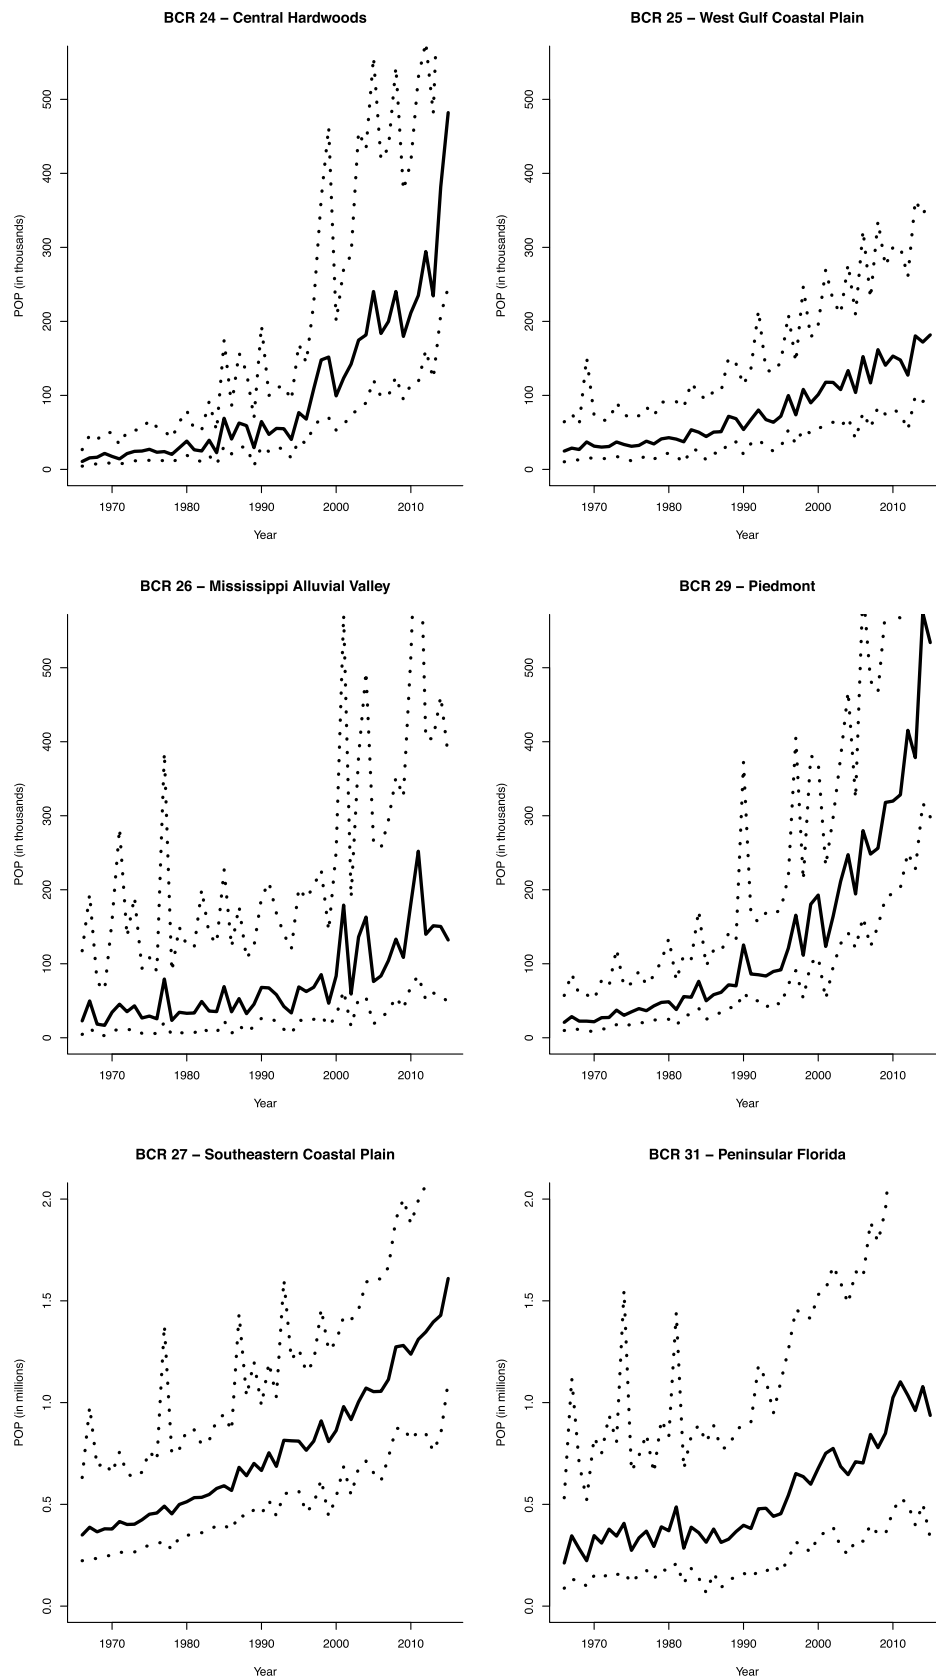 BCR 24 – Central Hardwoods
BCR 25 – West Gulf Coastal Plain
POP (in thousands)
0 100 200 300 400 500
1970 1980 1990 2000 2010
Year
POP (in thousands)
0 100 200 300 400 500
1970 1980 1990 2000 2010
Year
BCR 26 – Mississippi Alluvial Valley
BCR 29 – Piedmont
POP (in thousands)
0 100 200 300 400 500
1970 1980 1990 2000 2010
Year
POP (in thousands)
0 100 200 300 400 500
1970 1980 1990 2000 2010
Year
BCR 27 – Southeastern Coastal Plain
BCR 31 – Peninsular Florida
POP (in millions)
0.0 0.5 1.0 1.5 2.0
1970 1980 1990 2000 2010
Year
POP (in millions)
0.0 0.5 1.0 1.5 2.0
1970 1980 1990 2000 2010
Year